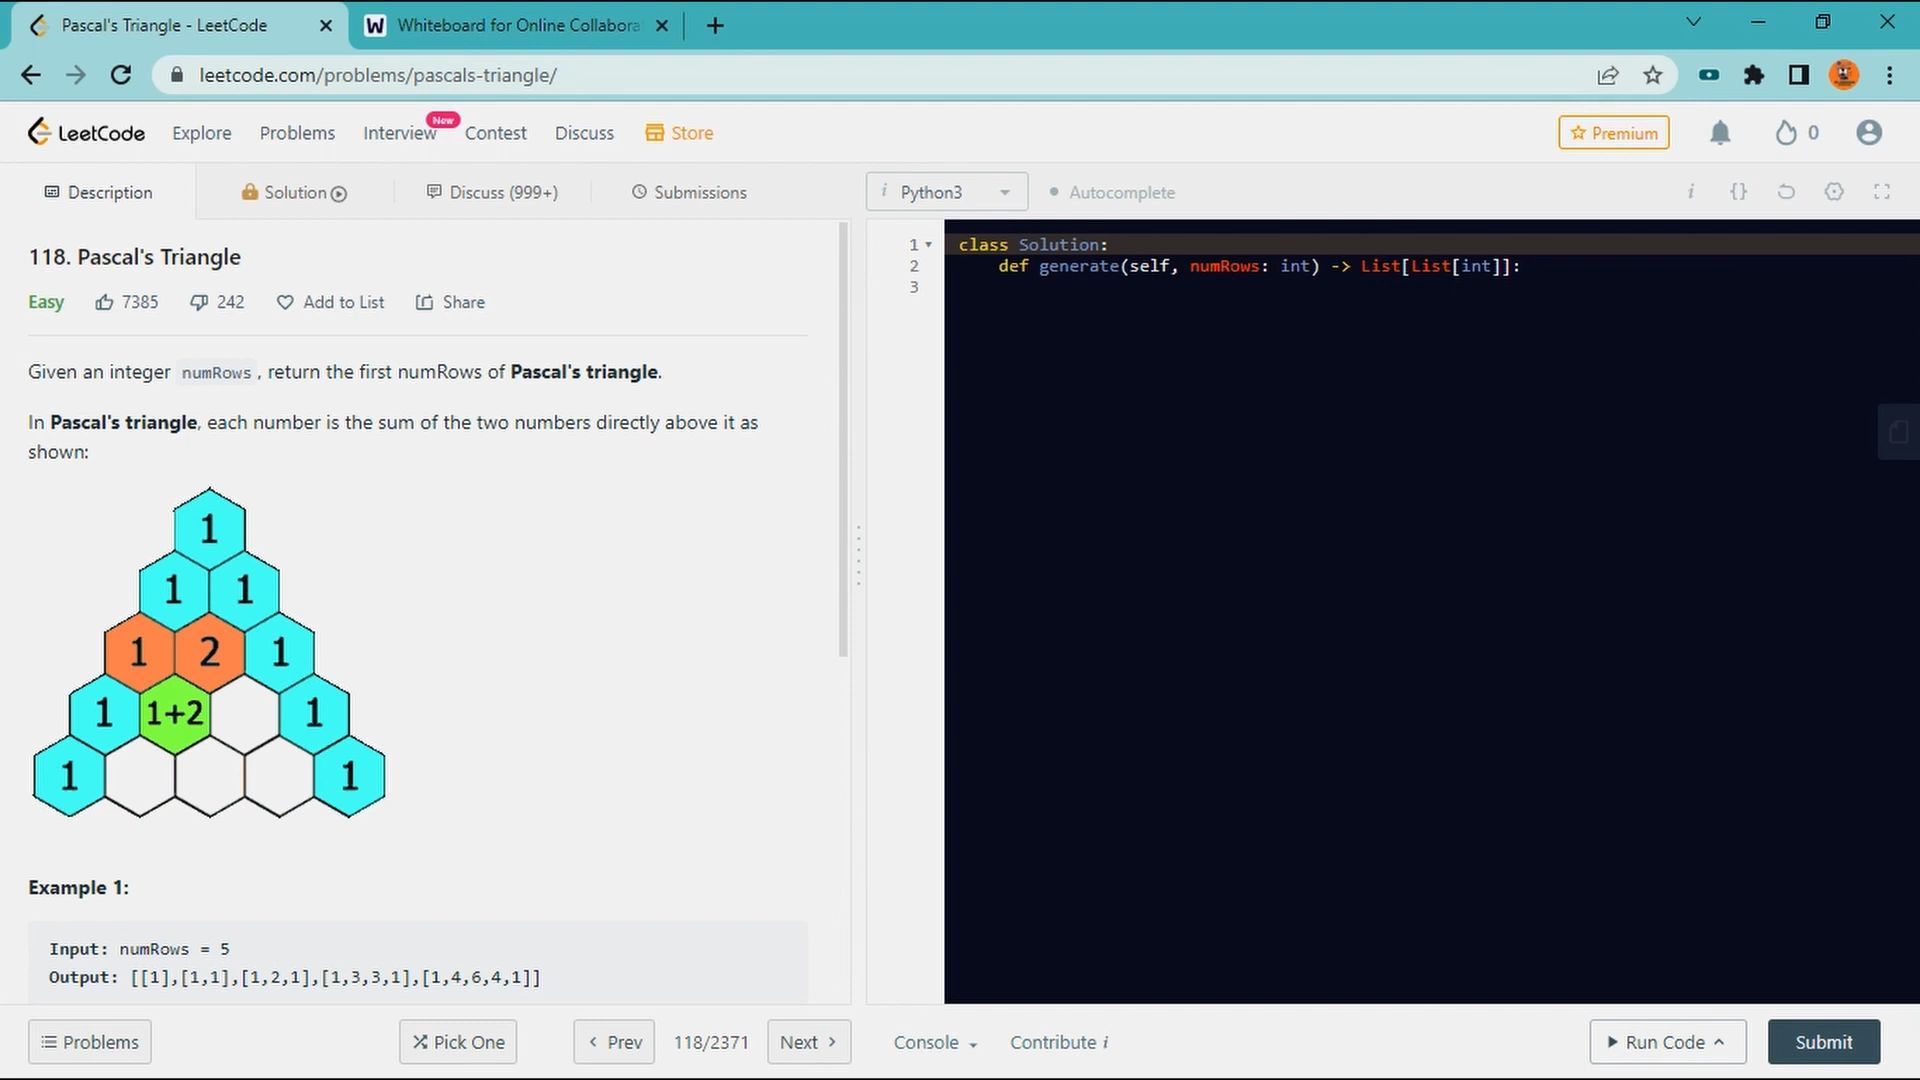 Pascal's Triangle - LeetCode
W Whiteboard for Online Collabora
leetcode.com/problems/pascals-triangle/
LeetCode Explore Problems Interview New Contest Discuss Store Premium 0
Description Solution Discuss (999+) Submissions i Python3 Autocomplete i {}
118. Pascal's Triangle
Easy 7385 242 Add to List Share
Given an integer numRows, return the first numRows of Pascal's triangle.
In Pascal's triangle, each number is the sum of the two numbers directly above it as
shown:
1
1 1
1 2 1
1 1+2 1
1 1
Example 1:
Input: numRows = 5
Output: [[1],[1,1],[1,2,1],[1,3,3,1],[1,4,6,4,1]]
1 class Solution:
2 def generate(self, numRows: int) -> List[List[int]]:
3
Problems Pick One Prev 118/2371 Next Console Contribute i Run Code Submit